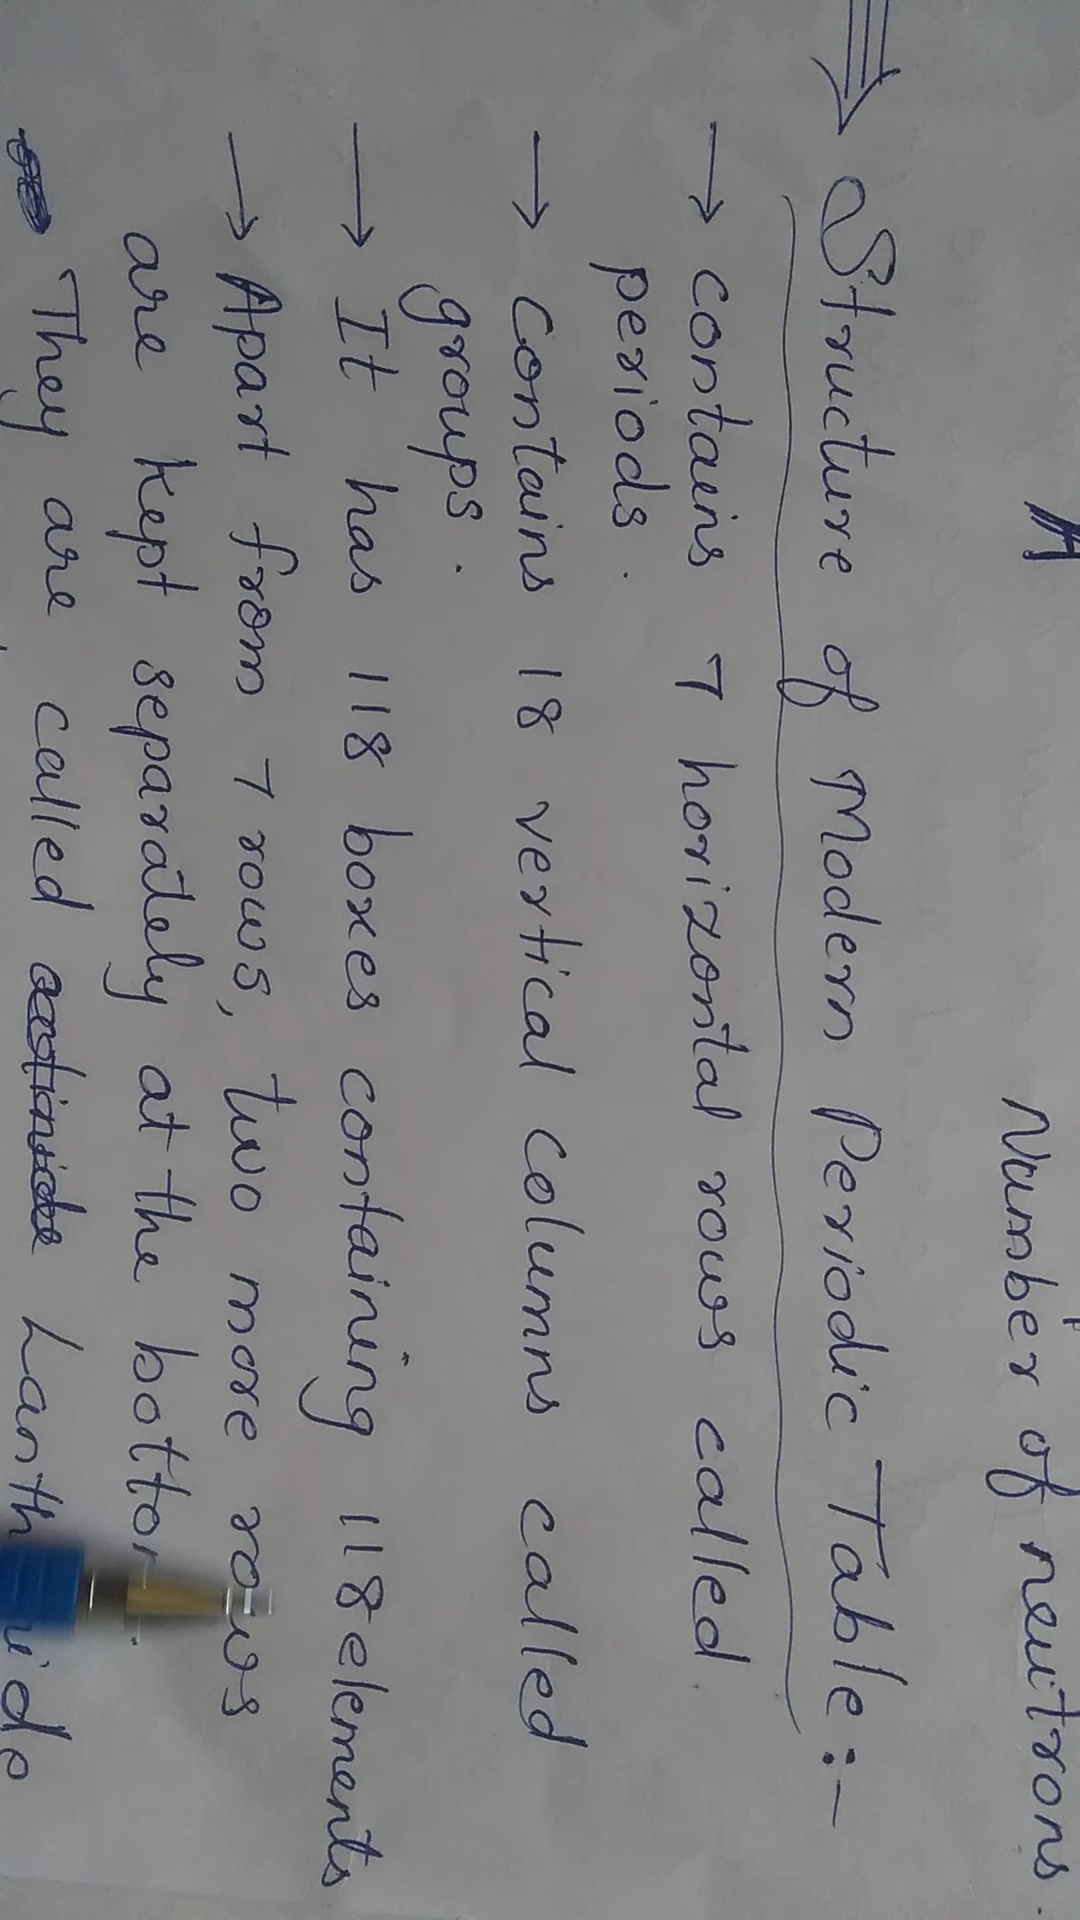 Number of neutrons.
Structure of Modern Periodic Table :-
→ contains 7 horizontal rows called
periods.
→ Contains 18 vertical columns called
groups.
→ It has 118 boxes containing 118 elements
→ Apart from 7 rows, two more rows
are kept separately at the
They are called